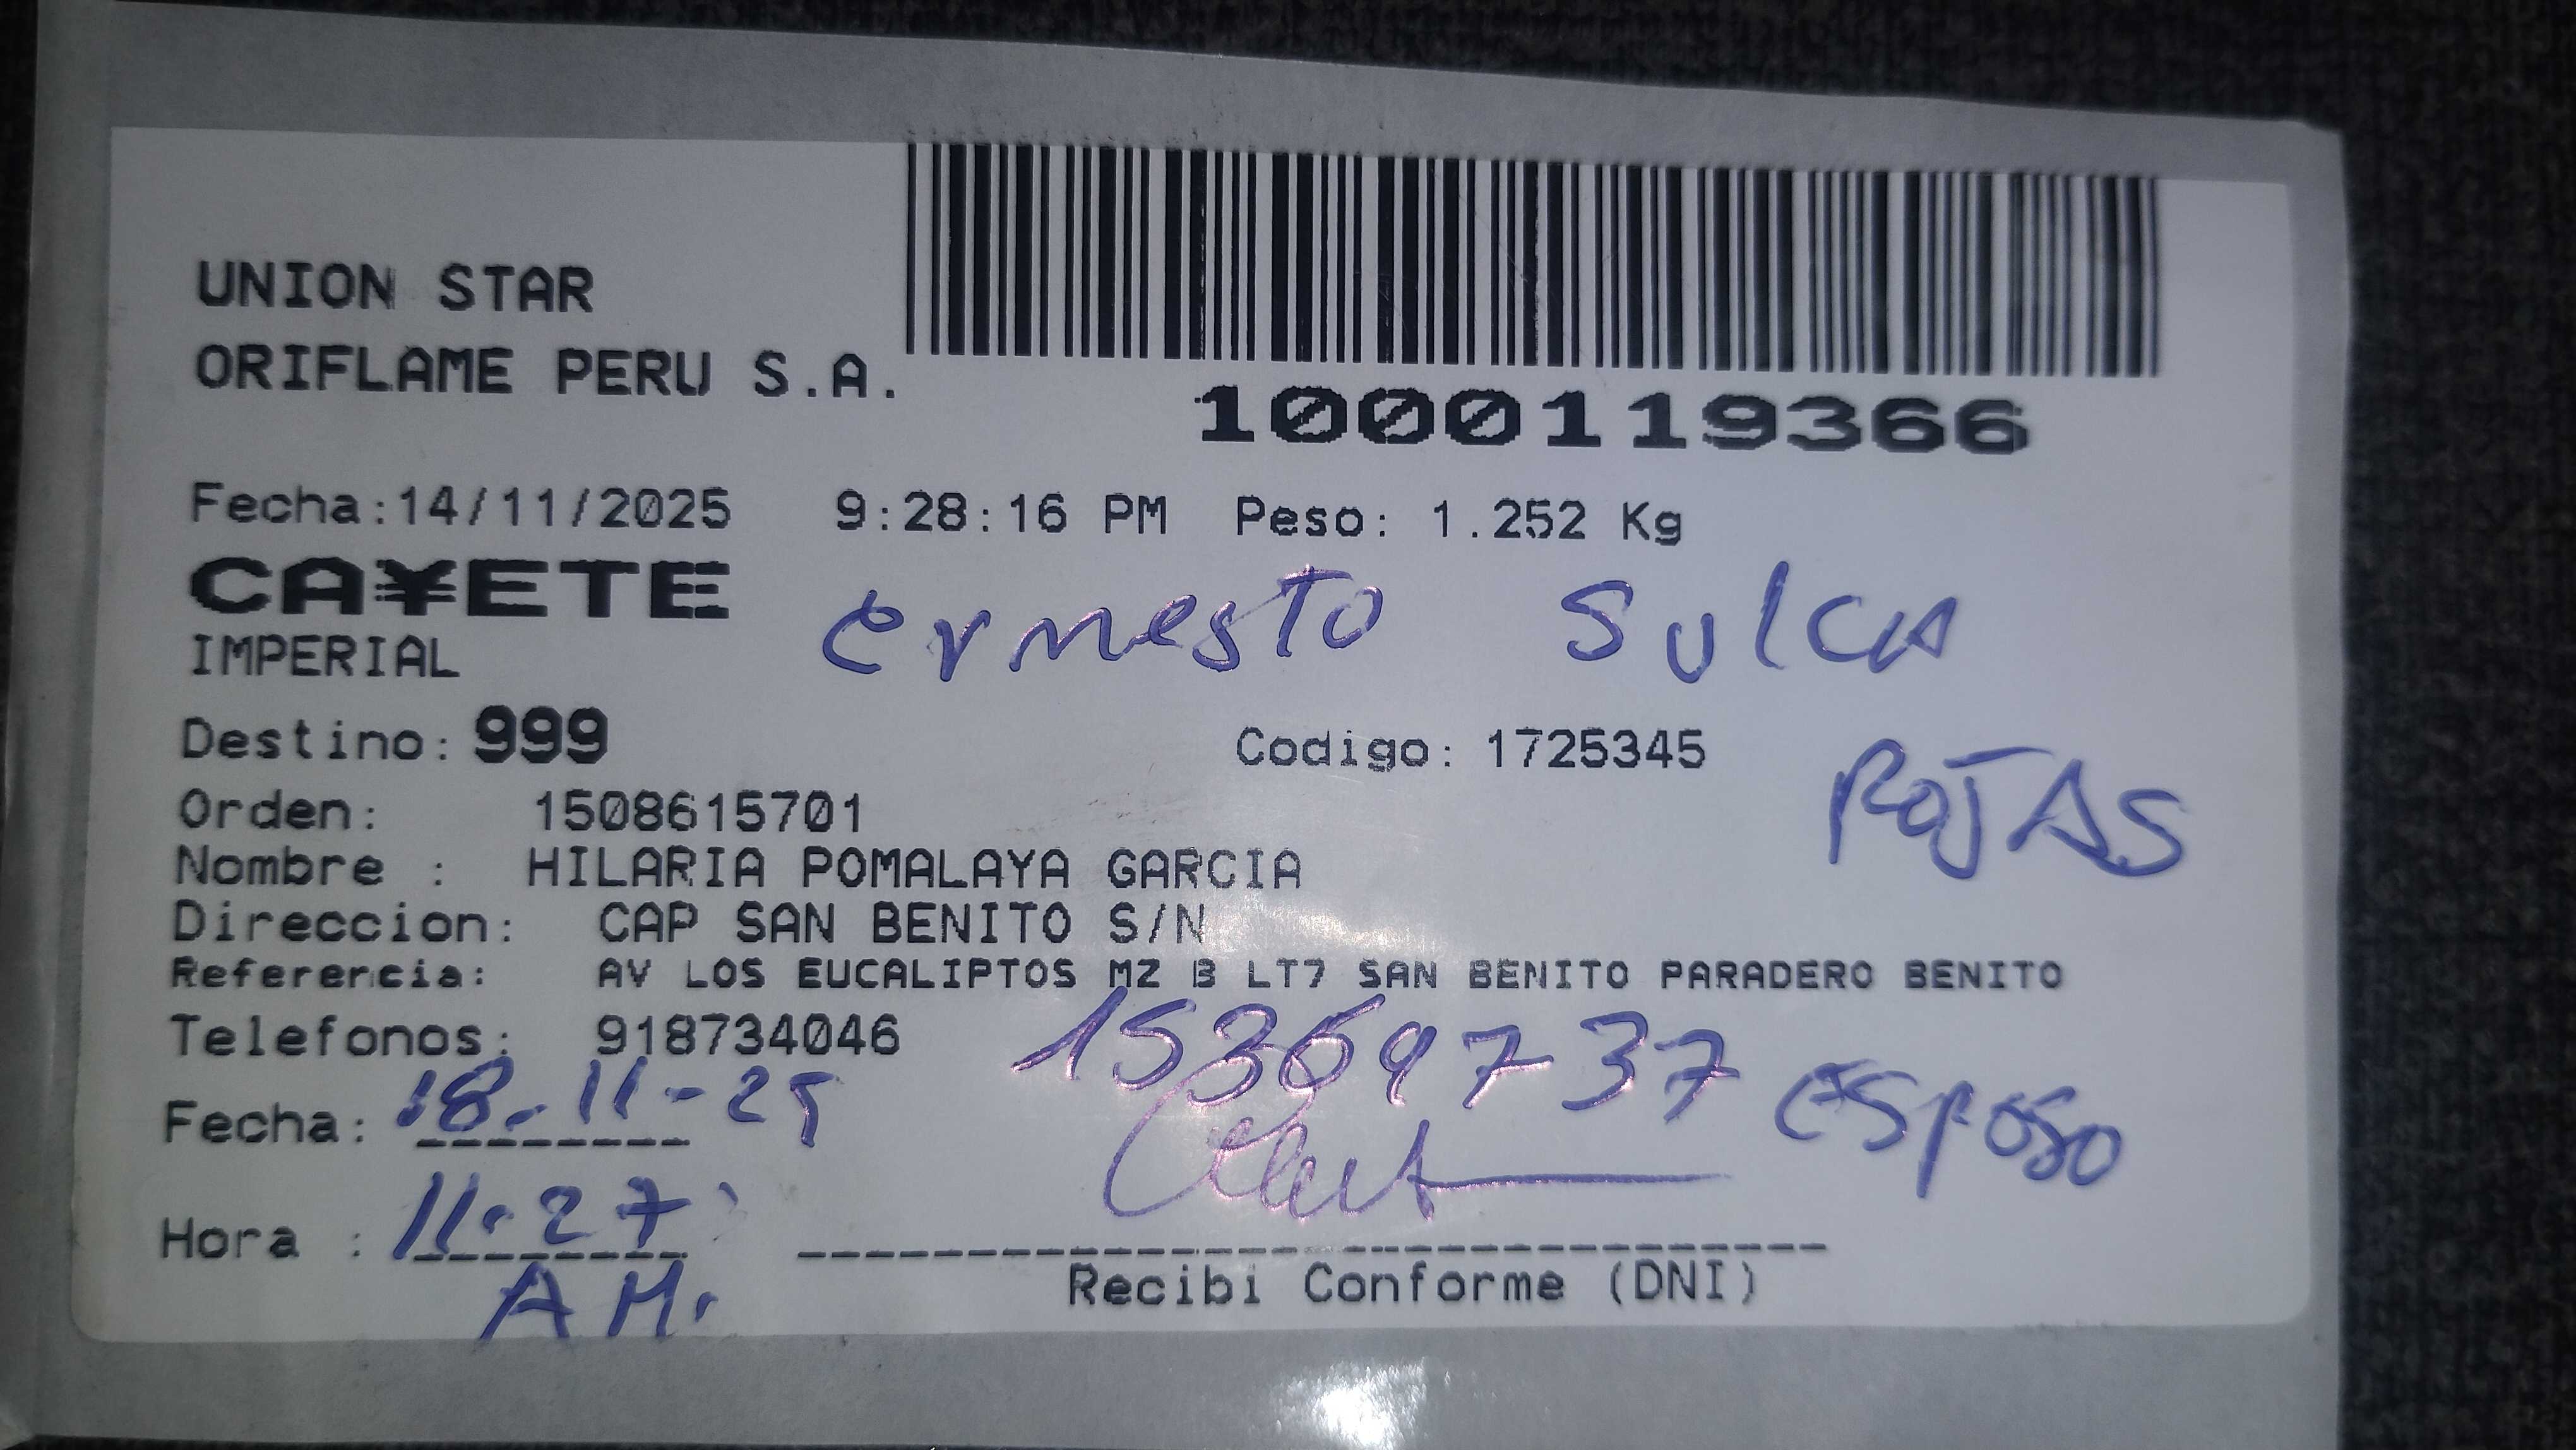 UNION STAR
ORIFLAME PERU S.A.
1000119366
Fecha:14/11/2025 9:28:16 PM Peso: 1.252 Kg
CA¥ETE
ernesto Sulca
IMPERIAL
Destino: 999 Codigo: 1725345
ROJAS
Orden: 1508615701
Nombre : HILARIA POMALAYA GARCIA
Direccion: CAP SAN BENITO S/N
Referencia: AV LOS EUCALIPTOS MZ B LT7 SAN BENITO PARADERO BENITO
Telefonos: 918734046
15369737 esposo
Fecha: 18-11-25
Hora : 11-27
AM.
Recibi Conforme (DNI)